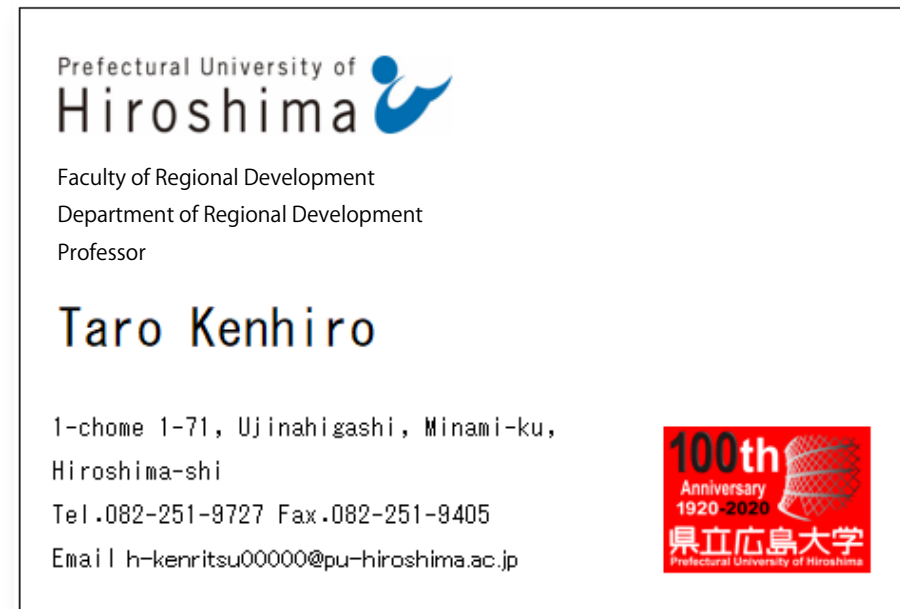 Prefectural University of
Hiroshima
Faculty of Regional Development
Department of Regional Development
Professor
Taro Kenhiro
1-chome 1-71, Ujinahigashi, Minami-ku,
Hiroshima-shi
Tel.082-251-9727 Fax.082-251-9405
Email h-kenritsu00000@pu-hiroshima.ac.jp
100th
Anniversary
1920-2020
県立広島大学
Prefectural University of Hiroshima